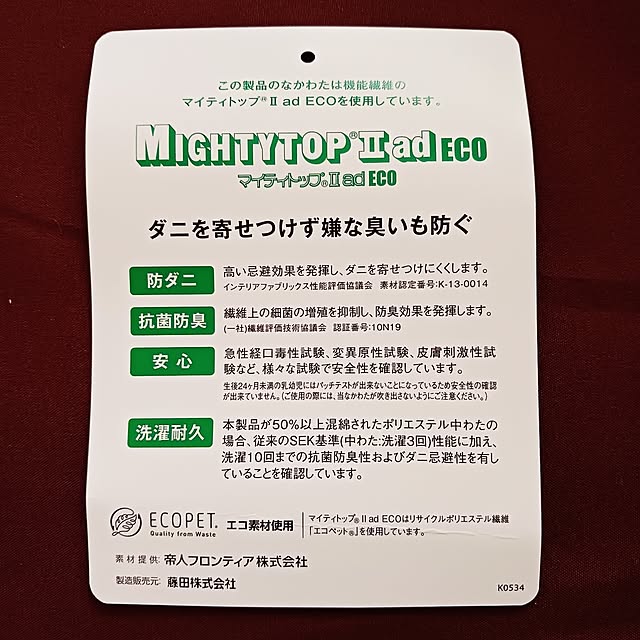 この製品のなかわたは機能繊維の
マイティトップ®Ⅱ ad ECOを使用しています。
MIGHTYTOP®Ⅱ ad ECO
マイティトップ®Ⅱ ad ECO
ダニを寄せつけず嫌な臭いも防ぐ
防ダニ
高い忌避効果を発揮し、ダニを寄せつけにくくします。
インテリアファブリックス性能評価協議会 素材認定番号:K-13-0014
抗菌防臭
繊維上の細菌の増殖を抑制し、防臭効果を発揮します。
(一社)繊維評価技術協議会 認証番号:10N19
安心
急性経口毒性試験、変異原性試験、皮膚刺激性試
験など、様々な試験で安全性を確認しています。
生後24ヶ月未満の乳幼児にはパッチテストが出来ないことになっているため安全性の確認
が出来ていません。(ご使用の際には、当なかわたが吹き出さないようにご注意ください。)
洗濯耐久
本製品が50%以上混綿されたポリエステル中わたの
場合、従来のSEK基準(中わた:洗濯3回)性能に加え、
洗濯10回までの抗菌防臭性およびダニ忌避性を有し
ていることを確認しています。
ECOPET®
Quality from Waste
エコ素材使用
マイティトップ®Ⅱ ad ECOはリサイクルポリエステル繊維
「エコペット®」を使用しています。
素材提供:帝人フロンティア株式会社
製造販売元:藤田株式会社
K0534